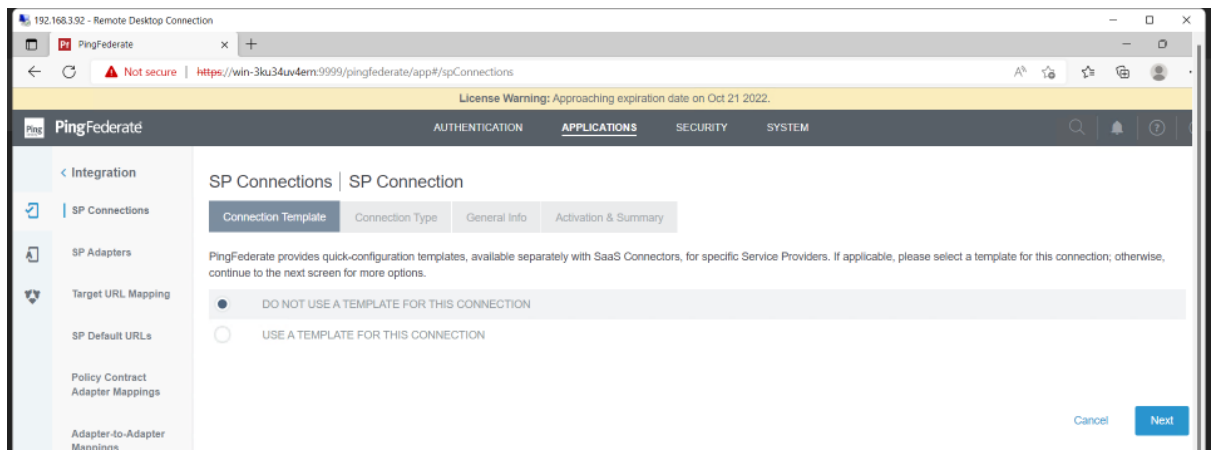 192.168.3.92 - Remote Desktop Connection
PingFederate
Not secure https://win-3ku34uv4ern:9999/pingfederate/app#/spConnections
License Warning: Approaching expiration date on Oct 21 2022.
Ping PingFederate AUTHENTICATION APPLICATIONS SECURITY SYSTEM
< Integration
SP Connections | SP Connection
SP Connections
Connection Template Connection Type General Info Activation & Summary
SP Adapters
PingFederate provides quick-configuration templates, available separately with SaaS Connectors, for specific Service Providers. If applicable, please select a template for this connection; otherwise,
continue to the next screen for more options.
Target URL Mapping
DO NOT USE A TEMPLATE FOR THIS CONNECTION
SP Default URLs
USE A TEMPLATE FOR THIS CONNECTION
Policy Contract
Adapter Mappings
Cancel Next
Adapter-to-Adapter
Mappings